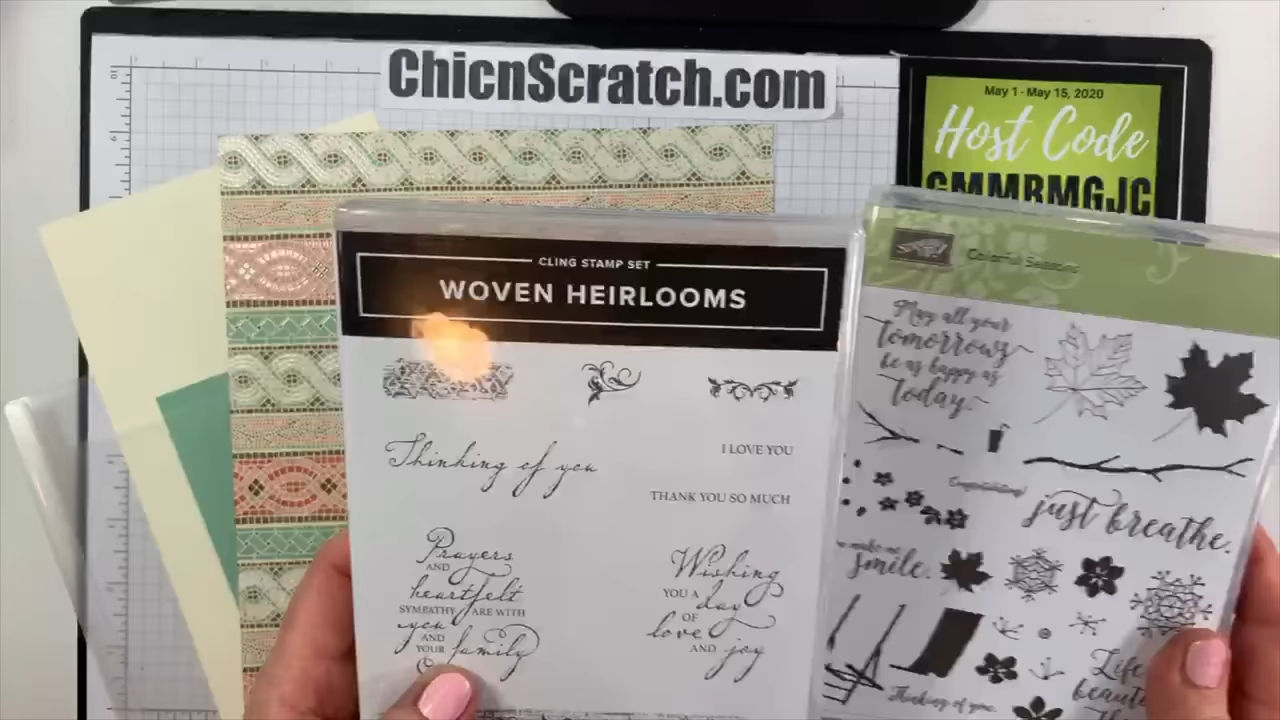 ChicnScratch.com
May 1 - May 15, 2020
Host Code
GMMRMGJC
CLING STAMP SET
WOVEN HEIRLOOMS
Thinking of you
I LOVE YOU
THANK YOU SO MUCH
Prayers
AND
heartfelt
SYMPATHY ARE WITH
you
AND
YOUR family
Wishing
YOU A day
OF
love
AND joy
Colorful Seasons
May all your
tomorrows
be as happy as
today.
Congratulations!
just breathe.
smile.
Thinking of you.
Life